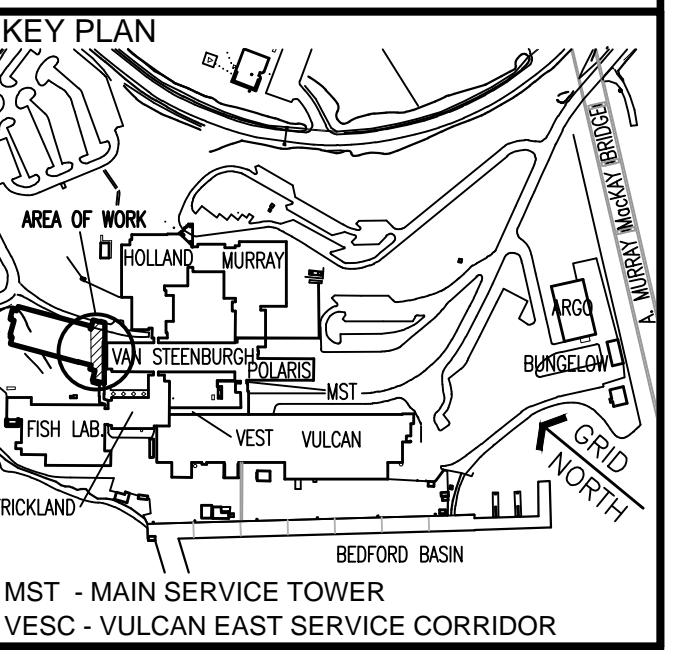 KEY PLAN
A. MURRAY MacKAY BRIDGE
AREA OF WORK
HOLLAND
MURRAY
ARGO
VAN STEENBURGH
POLARIS
BUNGELOW
MST
FISH LAB.
VEST
VULCAN
GRID
NORTH
TRICKLAND
BEDFORD BASIN
MST - MAIN SERVICE TOWER
VESC - VULCAN EAST SERVICE CORRIDOR